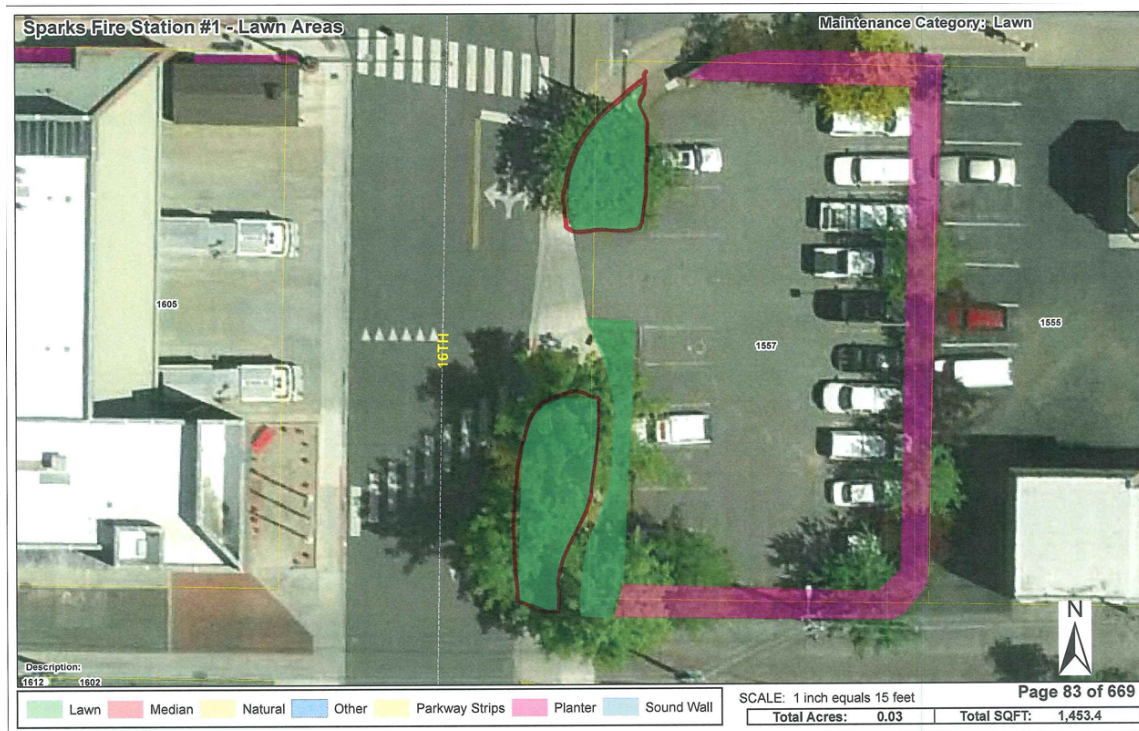 Sparks Fire Station #1 - Lawn Areas
Maintenance Category: Lawn
1605
16TH
1557
1555
Description:
1612 1602
N
Lawn Median Natural Other Parkway Strips Planter Sound Wall
SCALE: 1 inch equals 15 feet
Page 83 of 669
Total Acres: 0.03 Total SQFT: 1,453.4